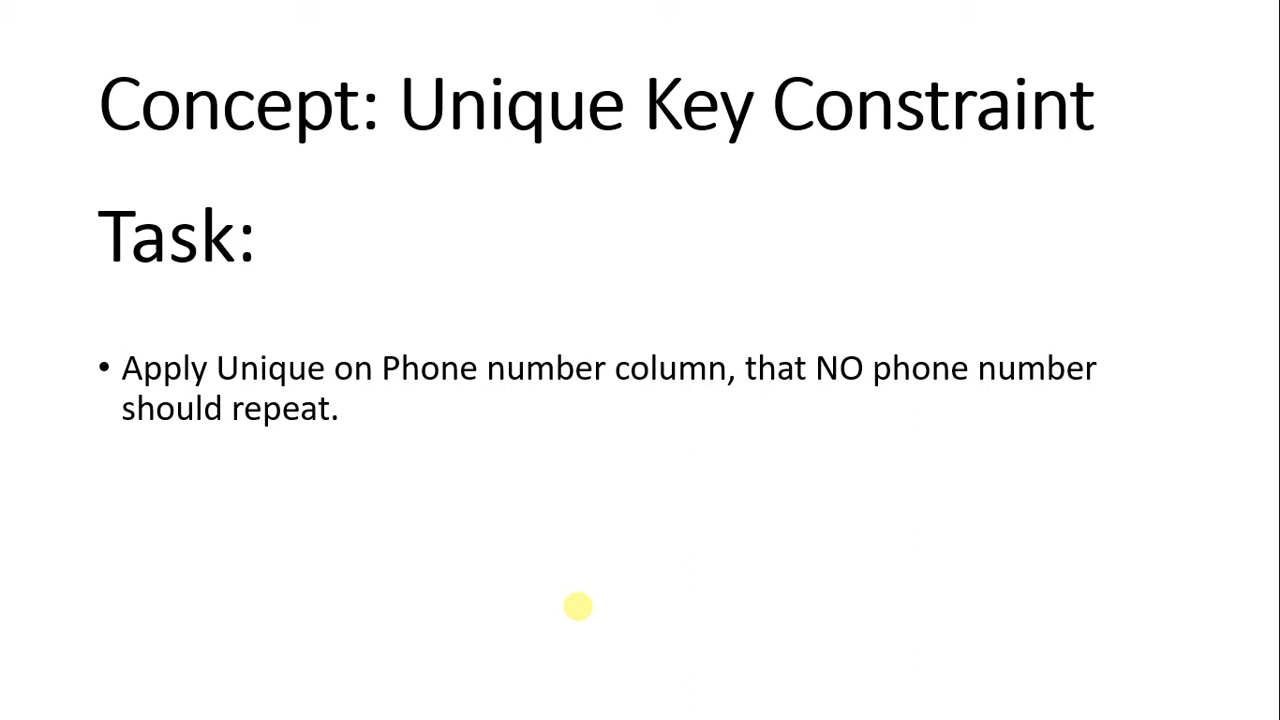 Concept: Unique Key Constraint
Task:
• Apply Unique on Phone number column, that NO phone number
should repeat.